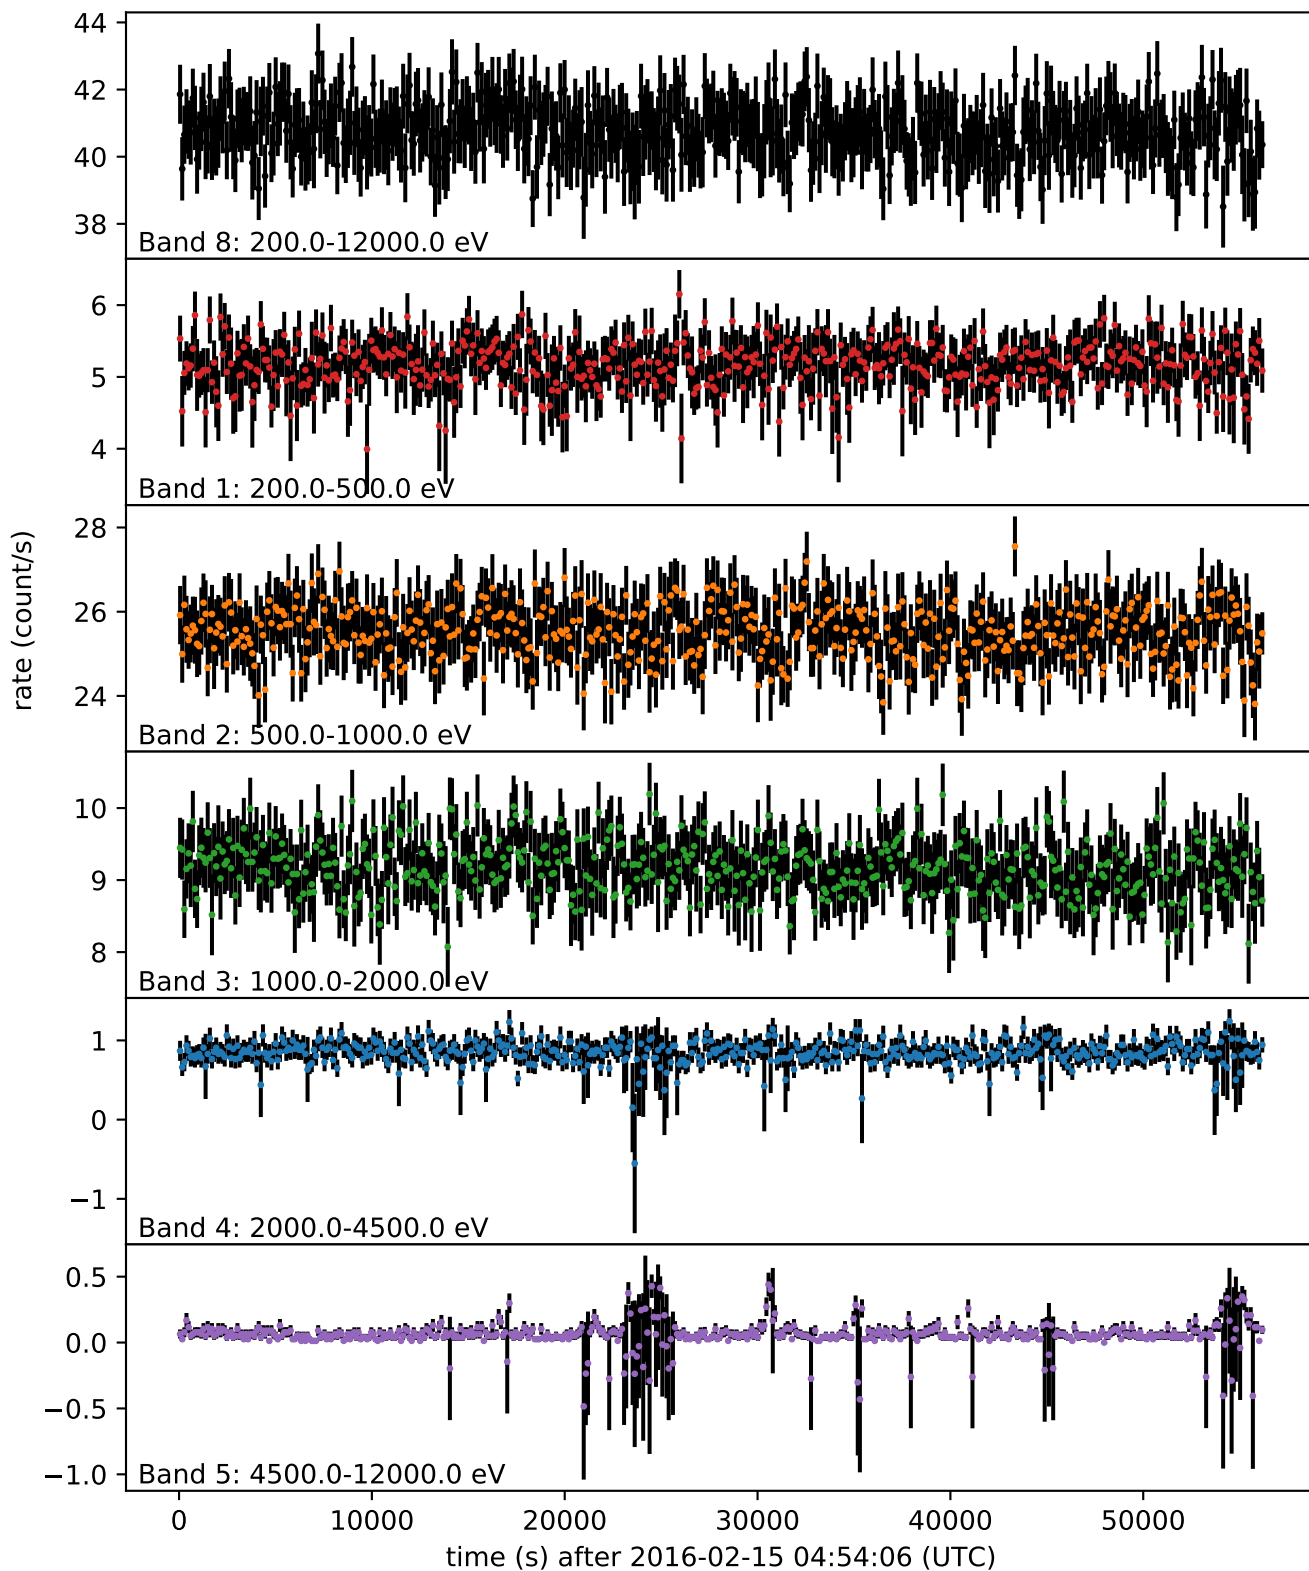 44
42
40
38
Band 8: 200.0-12000.0 eV
6
5
4
Band 1: 200.0-500.0 eV
rate (count/s)
28
26
24
Band 2: 500.0-1000.0 eV
10
9
8
Band 3: 1000.0-2000.0 eV
1
0
−1
Band 4: 2000.0-4500.0 eV
0.5
0.0
−0.5
−1.0
Band 5: 4500.0-12000.0 eV
0 10000 20000 30000 40000 50000
time (s) after 2016-02-15 04:54:06 (UTC)